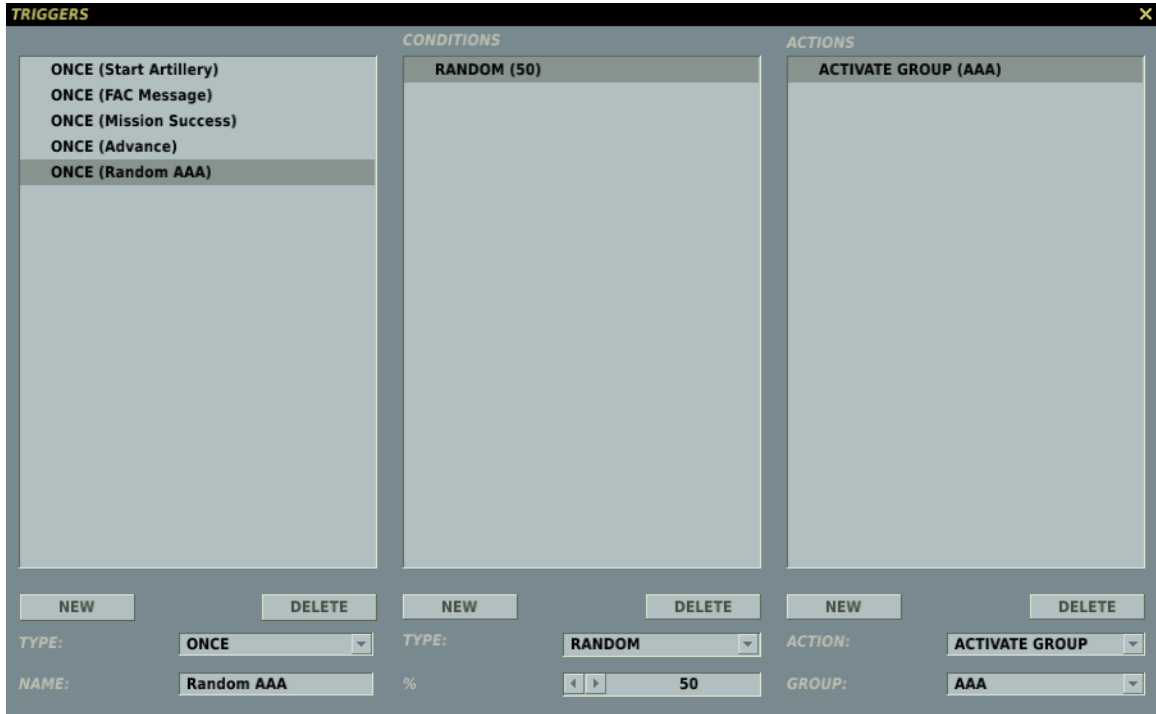 TRIGGERS
CONDITIONS
ACTIONS
ONCE (Start Artillery)
ONCE (FAC Message)
ONCE (Mission Success)
ONCE (Advance)
ONCE (Random AAA)
RANDOM (50)
ACTIVATE GROUP (AAA)
NEW DELETE NEW DELETE NEW DELETE
TYPE: ONCE TYPE: RANDOM ACTION: ACTIVATE GROUP
NAME: Random AAA % 50 GROUP: AAA